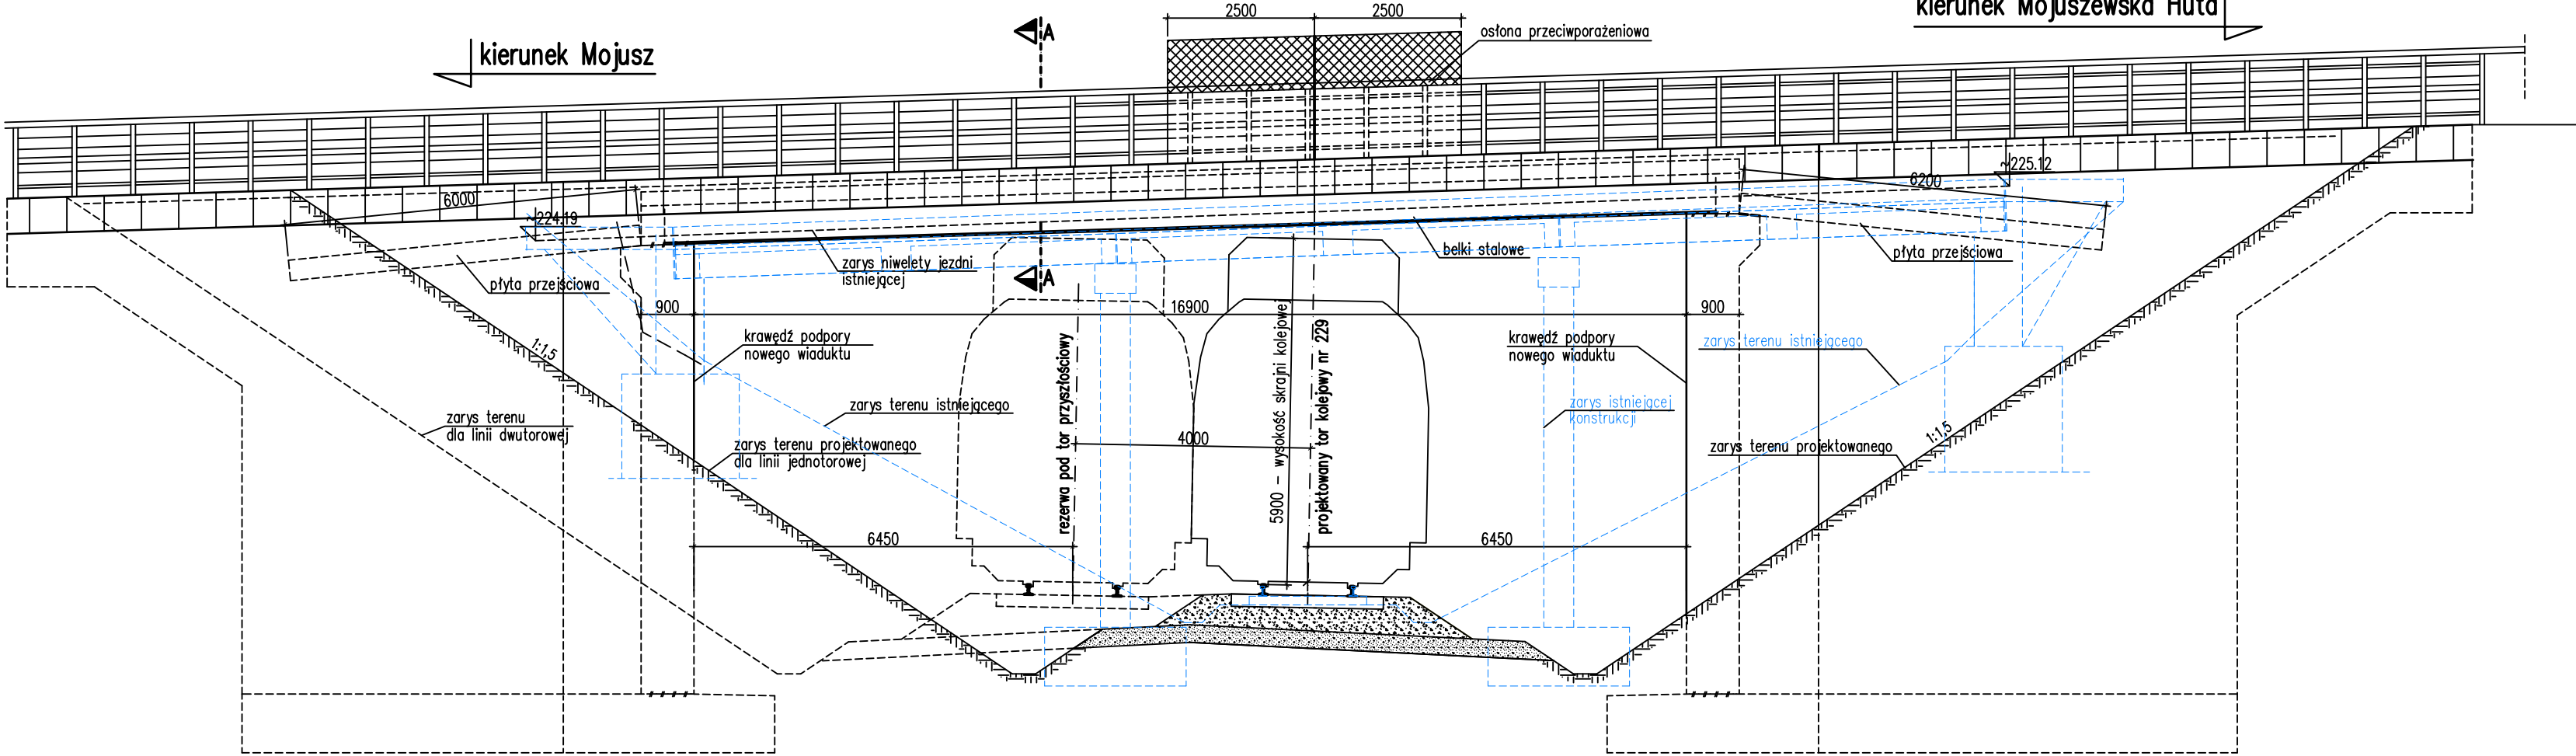 2500
2500
kierunek Mojuszewska Huta
A
osłona przeciwporażeniowa
kierunek Mojusz
225.12
6200
6000
224.19
belki stalowe
płyta przejściowa
zarys niwelety jezdni
istniejącej
A
płyta przejściowa
900
16900
900
krawędź podpory
nowego wiaduktu
krawędź podpory
nowego wiaduktu
zarys terenu istniejącego
1:1,5
rezerwa pod tor przyszłościowy
5900 - wysokość skrajni kolejowej
projektowany tor kolejowy nr 229
zarys terenu istniejącego
zarys istniejącej
konstrukcji
zarys terenu
dla linii dwutorowej
zarys terenu projektowanego
dla linii jednotorowej
4000
1:1,5
zarys terenu projektowanego
6450
6450